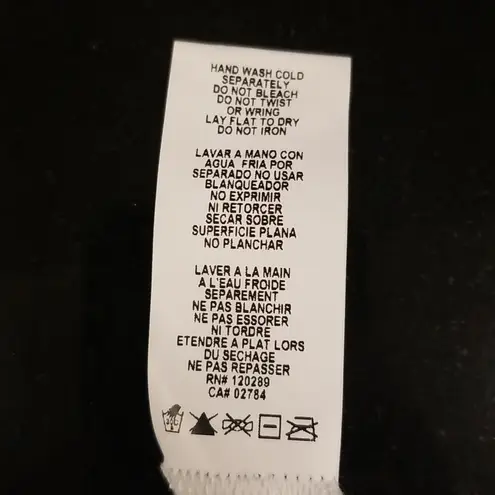 HAND WASH COLD
SEPARATELY
DO NOT BLEACH
DO NOT TWIST
OR WRING
LAY FLAT TO DRY
DO NOT IRON
LAVAR A MANO CON
AGUA FRIA POR
SEPARADO NO USAR
BLANQUEADOR
NO EXPRIMIR
NI RETORCER
SECAR SOBRE
SUPERFICIE PLANA
NO PLANCHAR
LAVER A LA MAIN
A L'EAU FROIDE
SEPAREMENT
NE PAS BLANCHIR
NE PAS ESSORER
NI TORDRE
ETENDRE A PLAT LORS
DU SECHAGE
NE PAS REPASSER
RN# 120289
CA# 02784